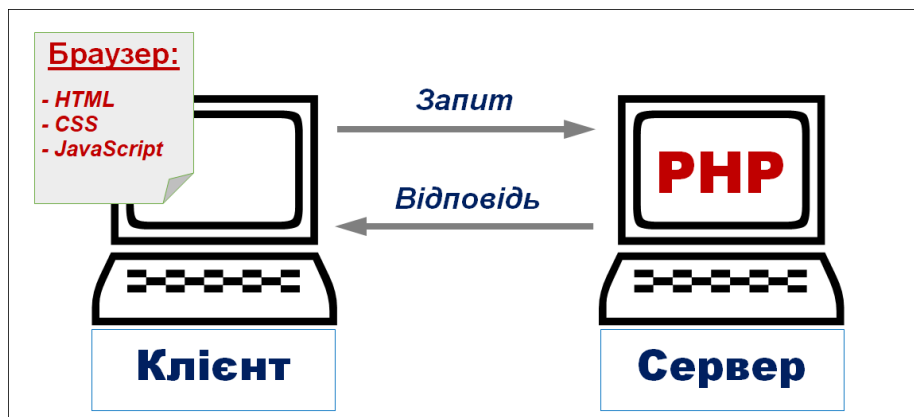 Браузер:
- HTML
- CSS
- JavaScript
Запит
PHP
Відповідь
Клієнт
Сервер